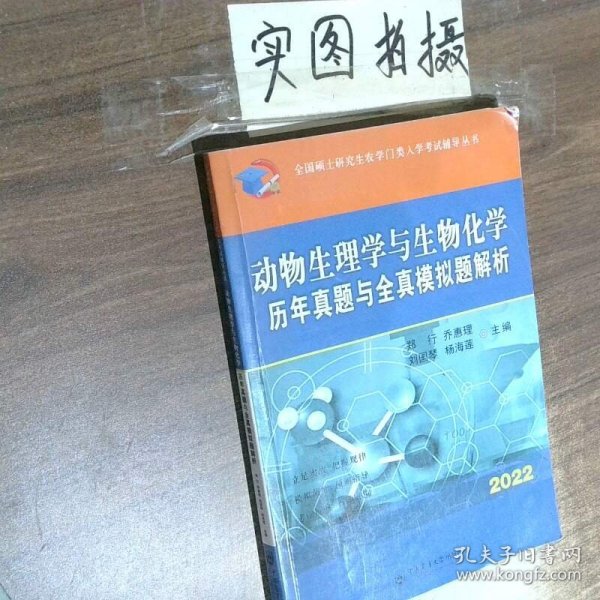 实图拍摄
全国硕士研究生农学门类入学考试辅导丛书
动物生理学与生物化学
历年真题与全真模拟题解析
郑 行 乔惠理
刘国琴 杨海莲 ◎ 主编
2022
孔夫子旧书网
www.kongfz.com